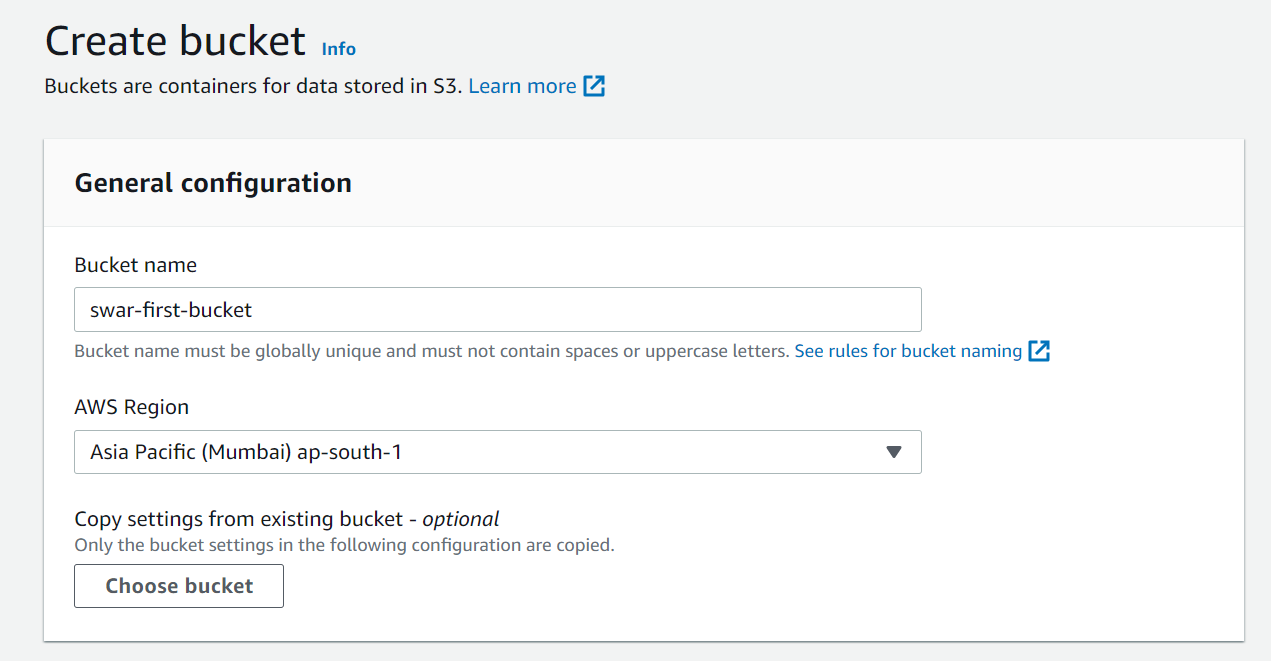 Create bucket Info
Buckets are containers for data stored in S3. Learn more
General configuration
Bucket name
swar-first-bucket
Bucket name must be globally unique and must not contain spaces or uppercase letters. See rules for bucket naming
AWS Region
Asia Pacific (Mumbai) ap-south-1
Copy settings from existing bucket - optional
Only the bucket settings in the following configuration are copied.
Choose bucket